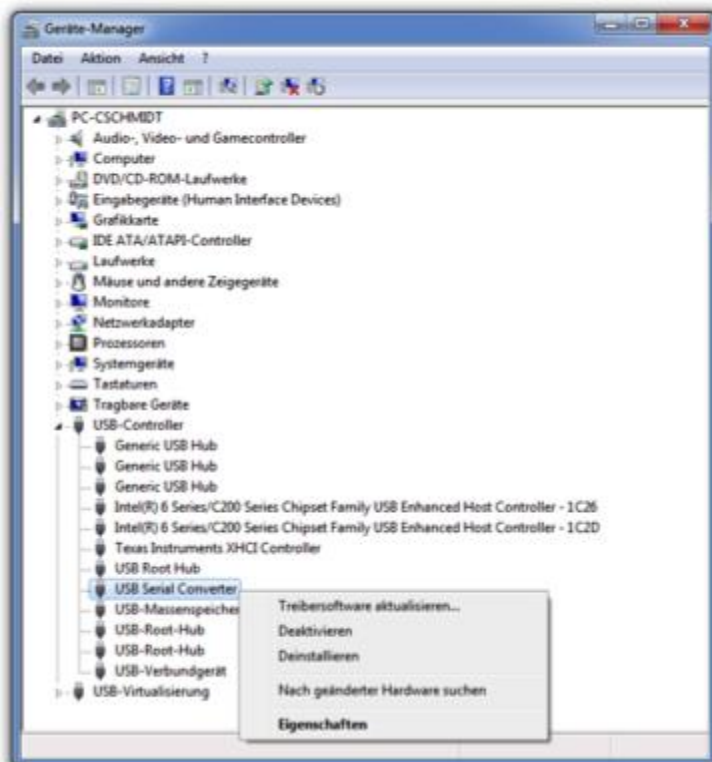 Geräte-Manager
Datei Aktion Ansicht ?
PC-CSCHMIDT
Audio-, Video- und Gamecontroller
Computer
DVD/CD-ROM-Laufwerke
Eingabegeräte (Human Interface Devices)
Grafikkarte
IDE ATA/ATAPI-Controller
Laufwerke
Mäuse und andere Zeigegeräte
Monitore
Netzwerkadapter
Prozessoren
Systemgeräte
Tastaturen
Tragbare Geräte
USB-Controller
Generic USB Hub
Generic USB Hub
Generic USB Hub
Intel(R) 6 Series/C200 Series Chipset Family USB Enhanced Host Controller - 1C26
Intel(R) 6 Series/C200 Series Chipset Family USB Enhanced Host Controller - 1C2D
Texas Instruments XHCI Controller
USB Root Hub
USB Serial Converter
USB-Massenspeicher
USB-Root-Hub
USB-Root-Hub
USB-Verbundgerät
USB-Virtualisierung
Treibersoftware aktualisieren...
Deaktivieren
Deinstallieren
Nach geänderter Hardware suchen
Eigenschaften